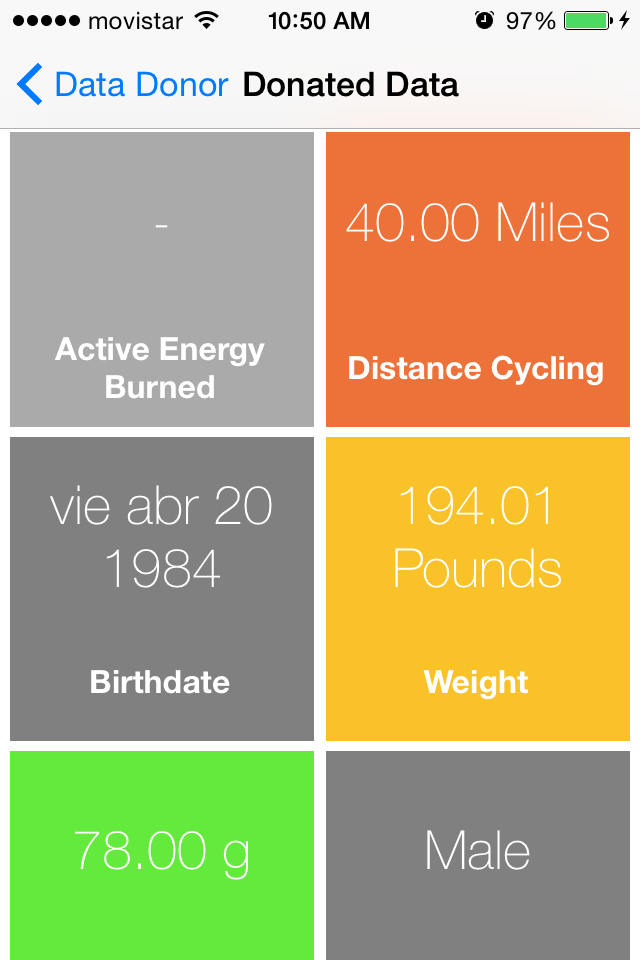 movistar 10:50 AM 97%
Data Donor Donated Data
-
40.00 Miles
Active Energy
Burned
Distance Cycling
vie abr 20
1984
Birthdate
194.01
Pounds
Weight
78.00 g
Male